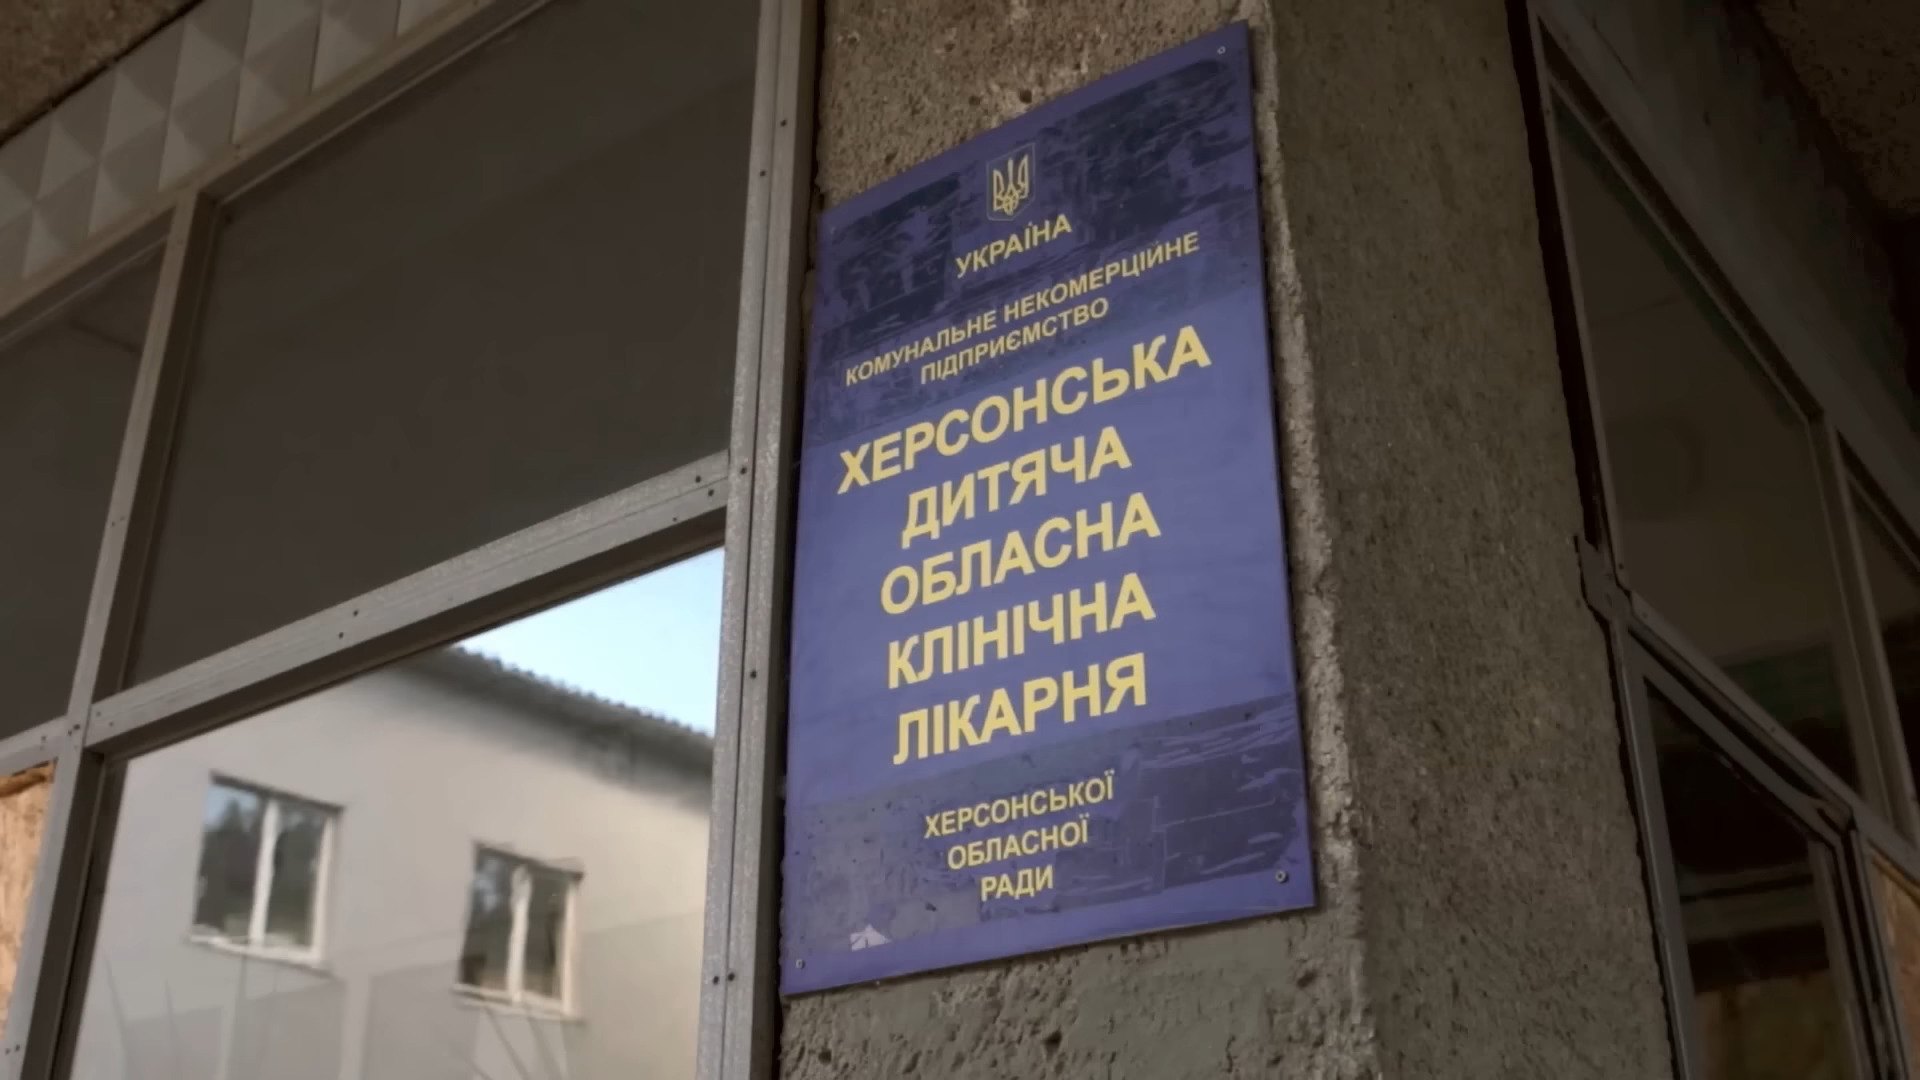 УКРАЇНА
КОМУНАЛЬНЕ НЕКОМЕРЦІЙНЕ
ПІДПРИЄМСТВО
ХЕРСОНСЬКА
ДИТЯЧА
ОБЛАСНА
КЛІНІЧНА
ЛІКАРНЯ
ХЕРСОНСЬКОЇ
ОБЛАСНОЇ
РАДИ